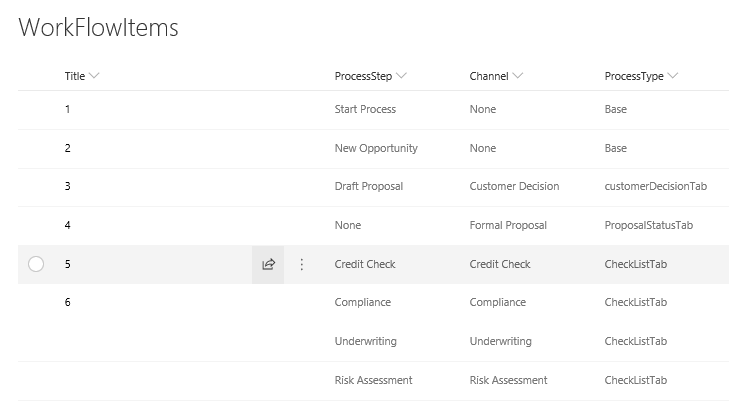 WorkFlowItems
Title ProcessStep Channel ProcessType
1 Start Process None Base
2 New Opportunity None Base
3 Draft Proposal Customer Decision customerDecisionTab
4 None Formal Proposal ProposalStatusTab
5 Credit Check Credit Check CheckListTab
6 Compliance Compliance CheckListTab
Underwriting Underwriting CheckListTab
Risk Assessment Risk Assessment CheckListTab